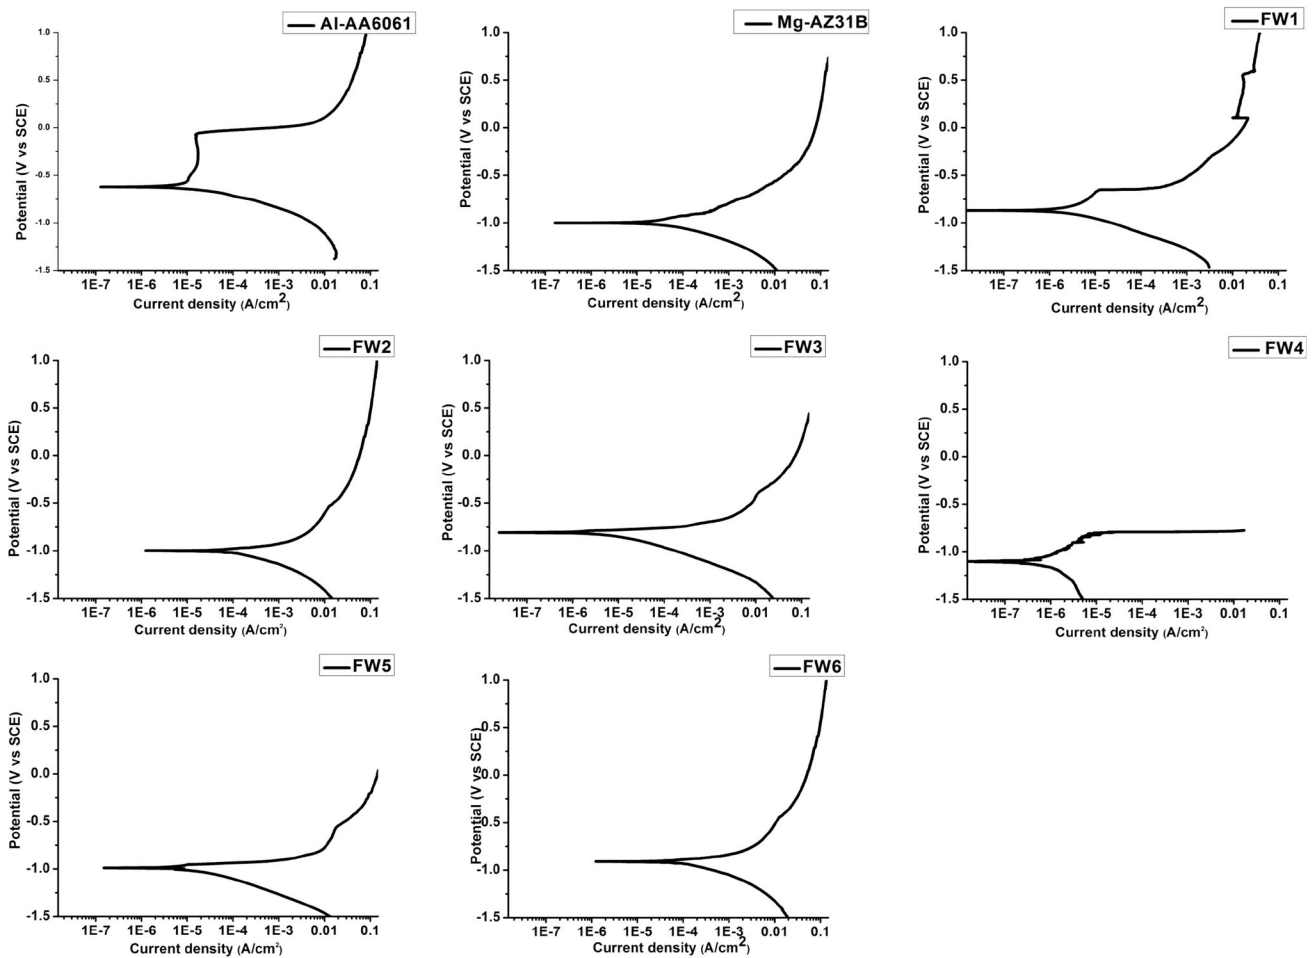 Al-AA6061
Potential (V vs SCE)
1.0
0.5
0.0
-0.5
-1.0
-1.5
1E-7 1E-6 1E-5 1E-4 1E-3 0.01 0.1
Current density (A/cm2)
Mg-AZ31B
Potential (V vs SCE)
1.0
0.5
0.0
-0.5
-1.0
-1.5
1E-7 1E-6 1E-5 1E-4 1E-3 0.01 0.1
Current density (A/cm2)
FW1
Potential (V vs SCE)
1.0
0.5
0.0
-0.5
-1.0
-1.5
1E-7 1E-6 1E-5 1E-4 1E-3 0.01 0.1
Current density (A/cm2)
FW2
Potential (V vs SCE)
1.0
0.5
0.0
-0.5
-1.0
-1.5
1E-7 1E-6 1E-5 1E-4 1E-3 0.01 0.1
Current density (A/cm²)
FW3
Potential (V vs SCE)
1.0
0.5
0.0
-0.5
-1.0
-1.5
1E-7 1E-6 1E-5 1E-4 1E-3 0.01 0.1
Current density (A/cm2)
FW4
Potential (V vs SCE)
1.0
0.5
0.0
-0.5
-1.0
-1.5
1E-7 1E-6 1E-5 1E-4 1E-3 0.01 0.1
Current density (A/cm²)
FW5
Potential (V vs SCE)
1.0
0.5
0.0
-0.5
-1.0
-1.5
1E-7 1E-6 1E-5 1E-4 1E-3 0.01 0.1
Current density (A/cm²)
FW6
Potential (V vs SCE)
1.0
0.5
0.0
-0.5
-1.0
-1.5
1E-7 1E-6 1E-5 1E-4 1E-3 0.01 0.1
Current density (A/cm2)